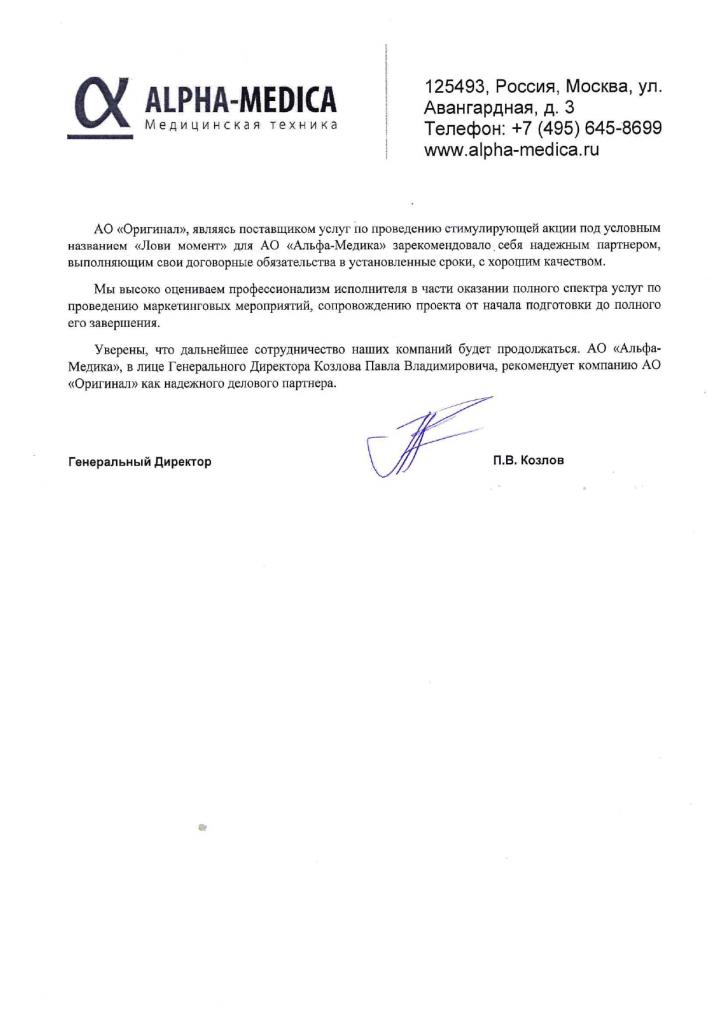 α ALPHA-MEDICA
Медицинская техника
125493, Россия, Москва, ул.
Авангардная, д. 3
Телефон: +7 (495) 645-8699
www.alpha-medica.ru
АО «Оригинал», являясь поставщиком услуг по проведению стимулирующей акции под условным
названием «Лови момент» для АО «Альфа-Медика» зарекомендовало себя надежным партнером,
выполняющим свои договорные обязательства в установленные сроки, с хорошим качеством.
Мы высоко оцениваем профессионализм исполнителя в части оказании полного спектра услуг по
проведению маркетинговых мероприятий, сопровождению проекта от начала подготовки до полного
его завершения.
Уверены, что дальнейшее сотрудничество наших компаний будет продолжаться. АО «Альфа-
Медика», в лице Генерального Директора Козлова Павла Владимировича, рекомендует компанию АО
«Оригинал» как надежного делового партнера.
Генеральный Директор
П.В. Козлов